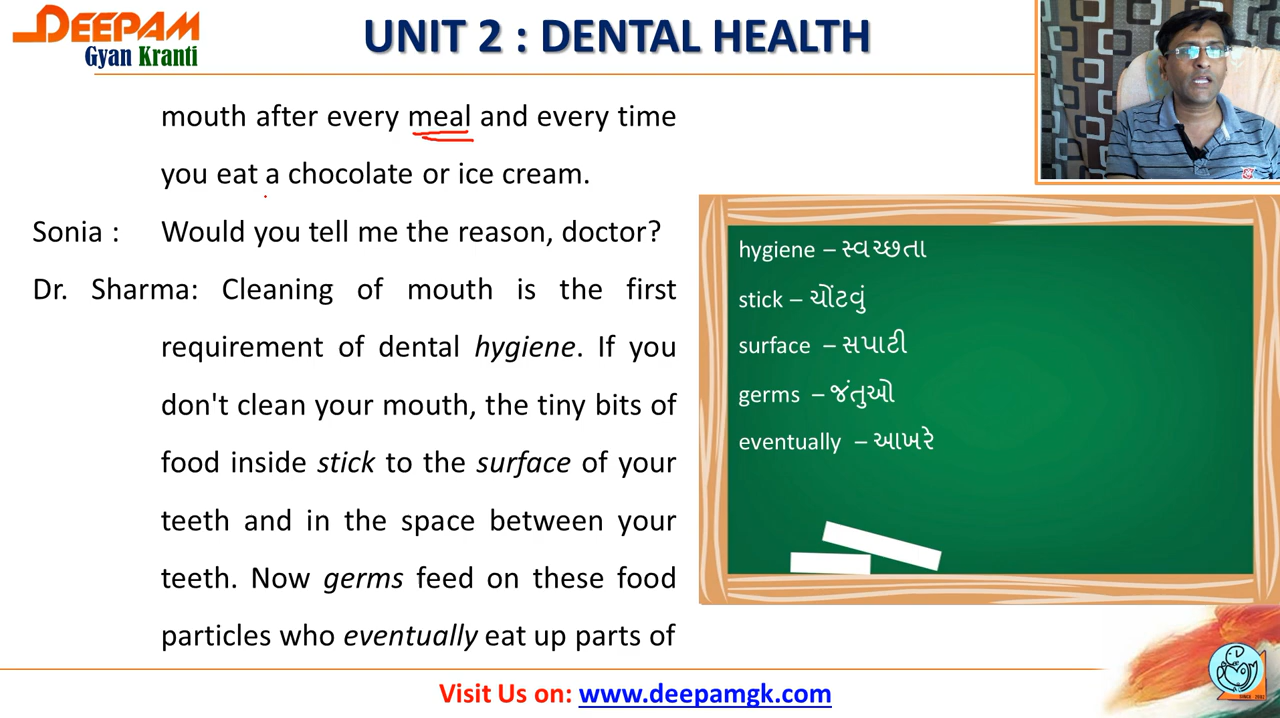 DEEPAM
Gyan Kranti
UNIT 2 : DENTAL HEALTH
mouth after every meal and every time
you eat a chocolate or ice cream.
Sonia : Would you tell me the reason, doctor?
Dr. Sharma: Cleaning of mouth is the first
requirement of dental hygiene. If you
don't clean your mouth, the tiny bits of
food inside stick to the surface of your
teeth and in the space between your
teeth. Now germs feed on these food
particles who eventually eat up parts of
hygiene – સ્વચ્છતા
stick – ચોંટવું
surface – સપાટી
germs – જંતુઓ
eventually – આખરે
Visit Us on: www.deepamgk.com